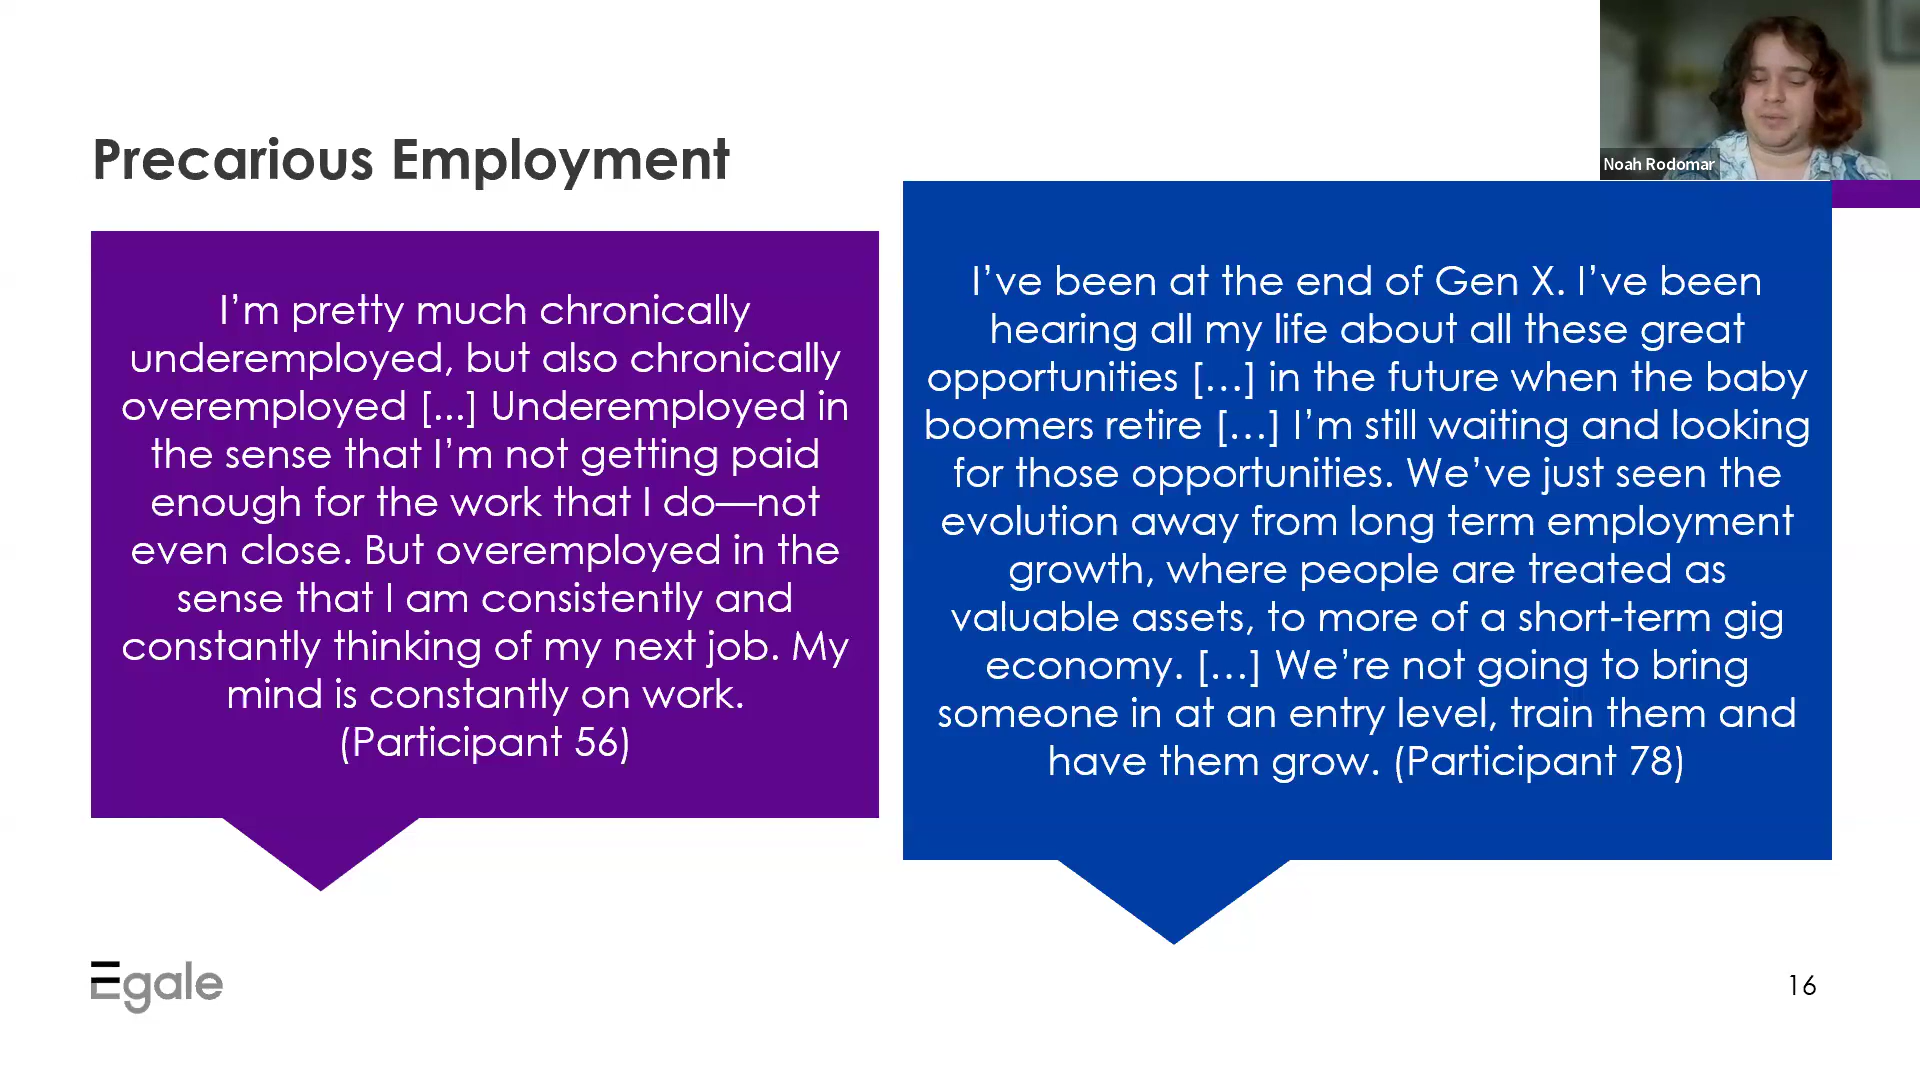 Noah Rodomar
Precarious Employment
I’m pretty much chronically
underemployed, but also chronically
overemployed [...] Underemployed in
the sense that I’m not getting paid
enough for the work that I do—not
even close. But overemployed in the
sense that I am consistently and
constantly thinking of my next job. My
mind is constantly on work.
(Participant 56)
I’ve been at the end of Gen X. I’ve been
hearing all my life about all these great
opportunities […] in the future when the baby
boomers retire […] I’m still waiting and looking
for those opportunities. We’ve just seen the
evolution away from long term employment
growth, where people are treated as
valuable assets, to more of a short-term gig
economy. […] We’re not going to bring
someone in at an entry level, train them and
have them grow. (Participant 78)
Egale
16